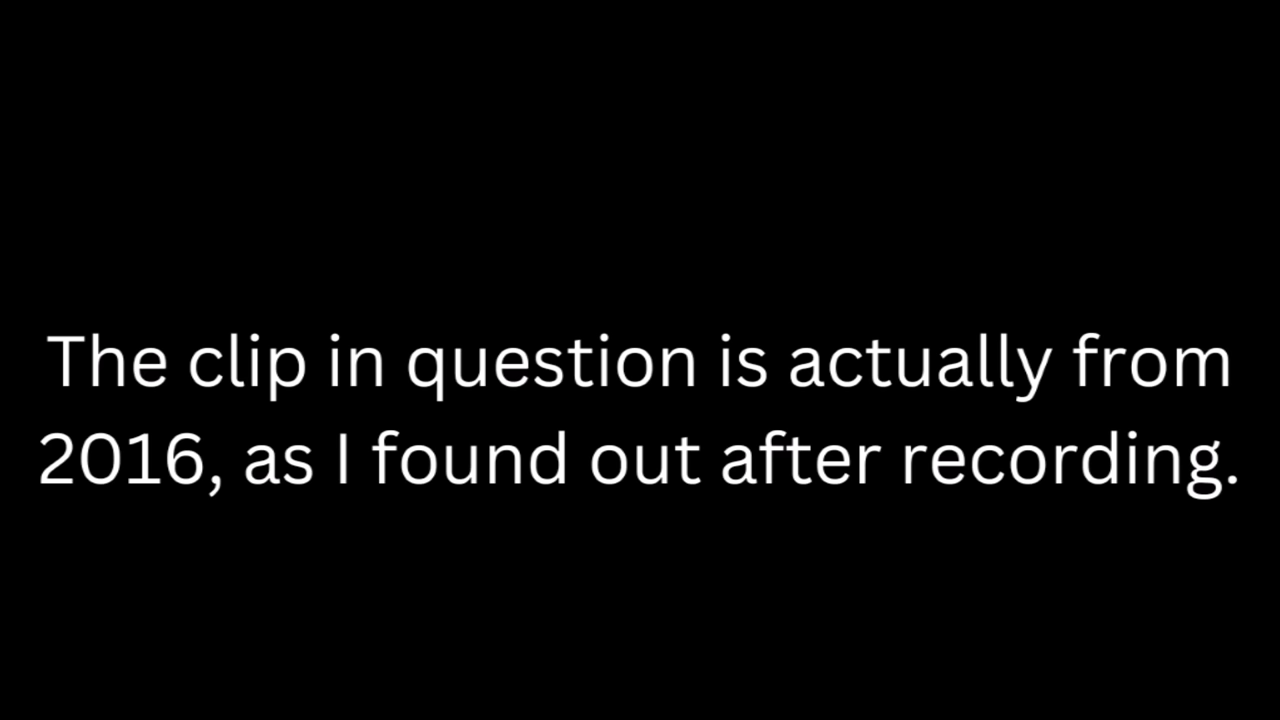 The clip in question is actually from
2016, as I found out after recording.